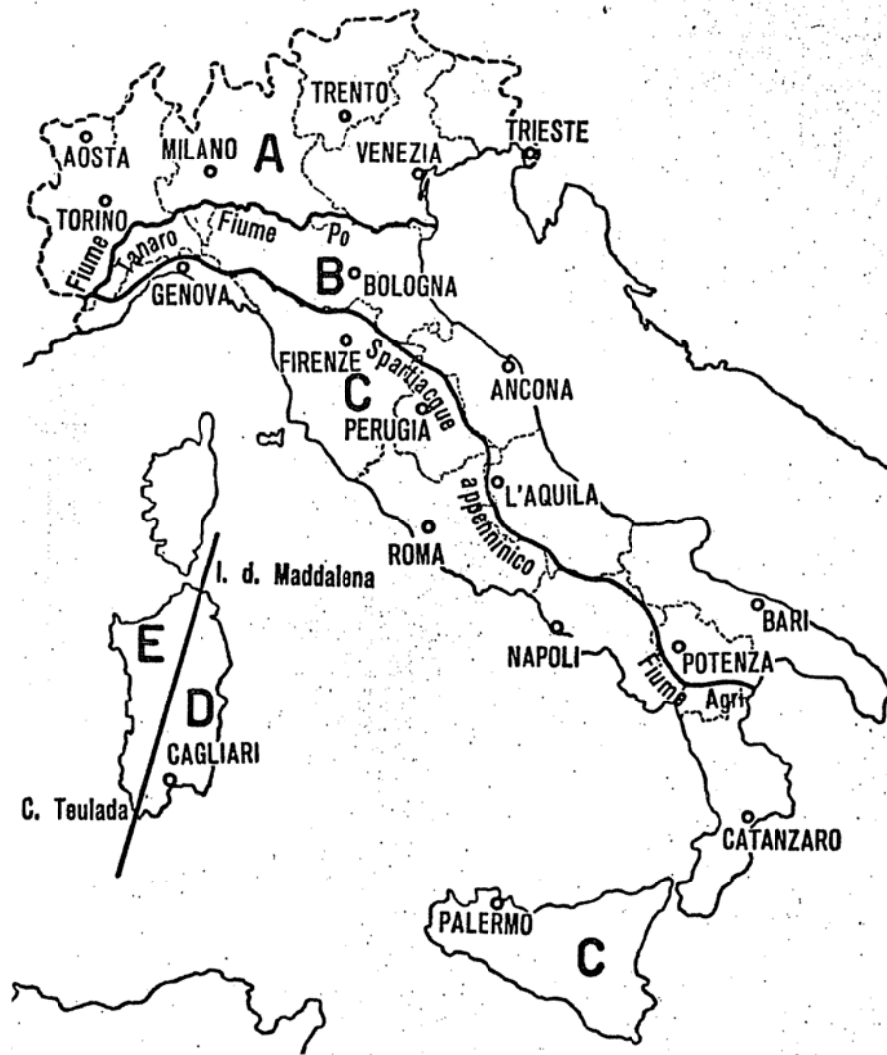 TRENTO
AOSTA
MILANO
A
VENEZIA
TRIESTE
TORINO
Fiume
Tanaro
Fiume
Po
B
BOLOGNA
GENOVA
FIRENZE
Spartiacque
appenninico
ANCONA
C
PERUGIA
L'AQUILA
ROMA
I. d. Maddalena
BARI
NAPOLI
POTENZA
Fiume
Agri
E
D
CAGLIARI
C. Teulada
CATANZARO
PALERMO
C